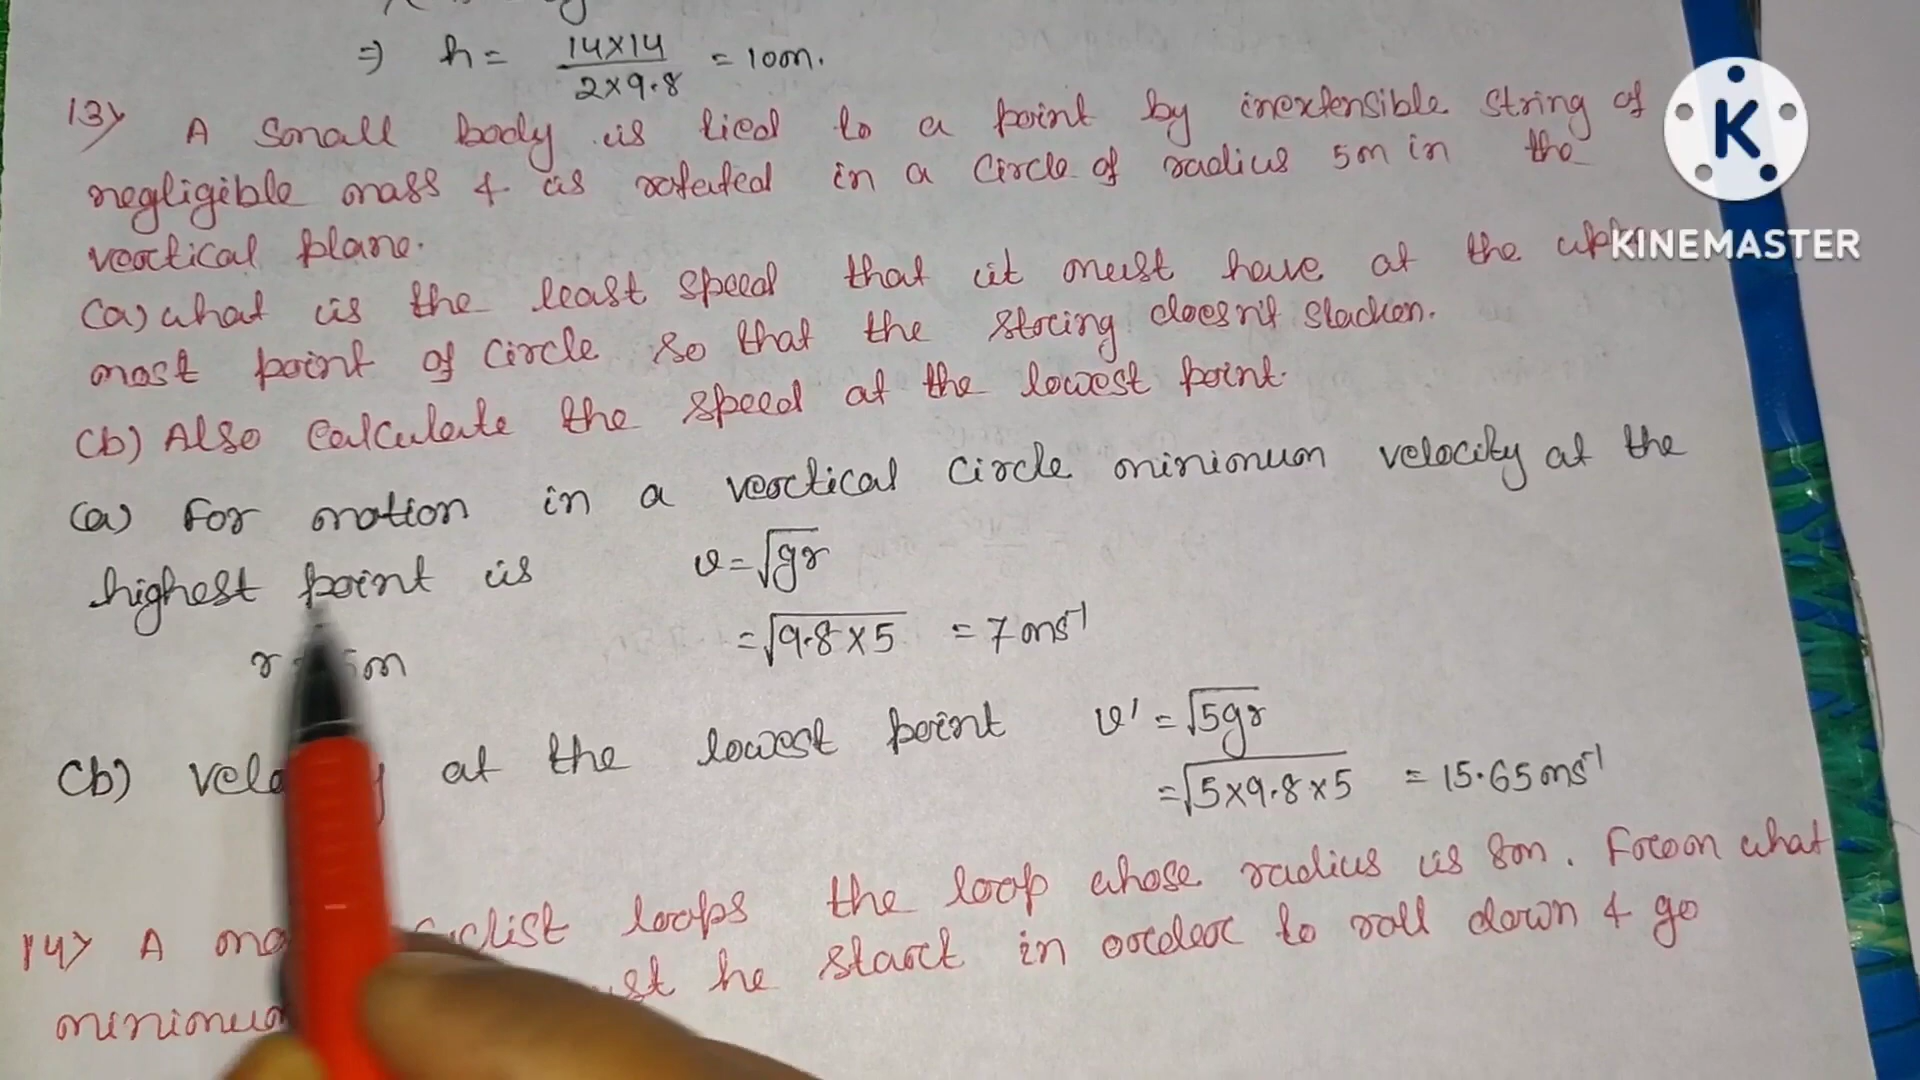 ⇒ h = 14×14 / 2×9.8 = 10m.
13) A small body is tied to a point by inextensible string of
negligible mass & is rotated in a circle of radius 5m in the
vertical plane.
(a) what is the least speed that it must have at the
most point of circle so that the string doesn't slacken.
(b) Also calculate the speed at the lowest point.
(a) For motion in a vertical circle minimum velocity at the
highest point is v = √gr
= √9.8×5 = 7ms⁻¹
r 5m
(b) at the lowest point v' = √5gr
= √5×9.8×5 = 15.65ms⁻¹
14) A loops the loop whose radius is 8m. From what
he start in order to roll down & go
K
KINEMASTER